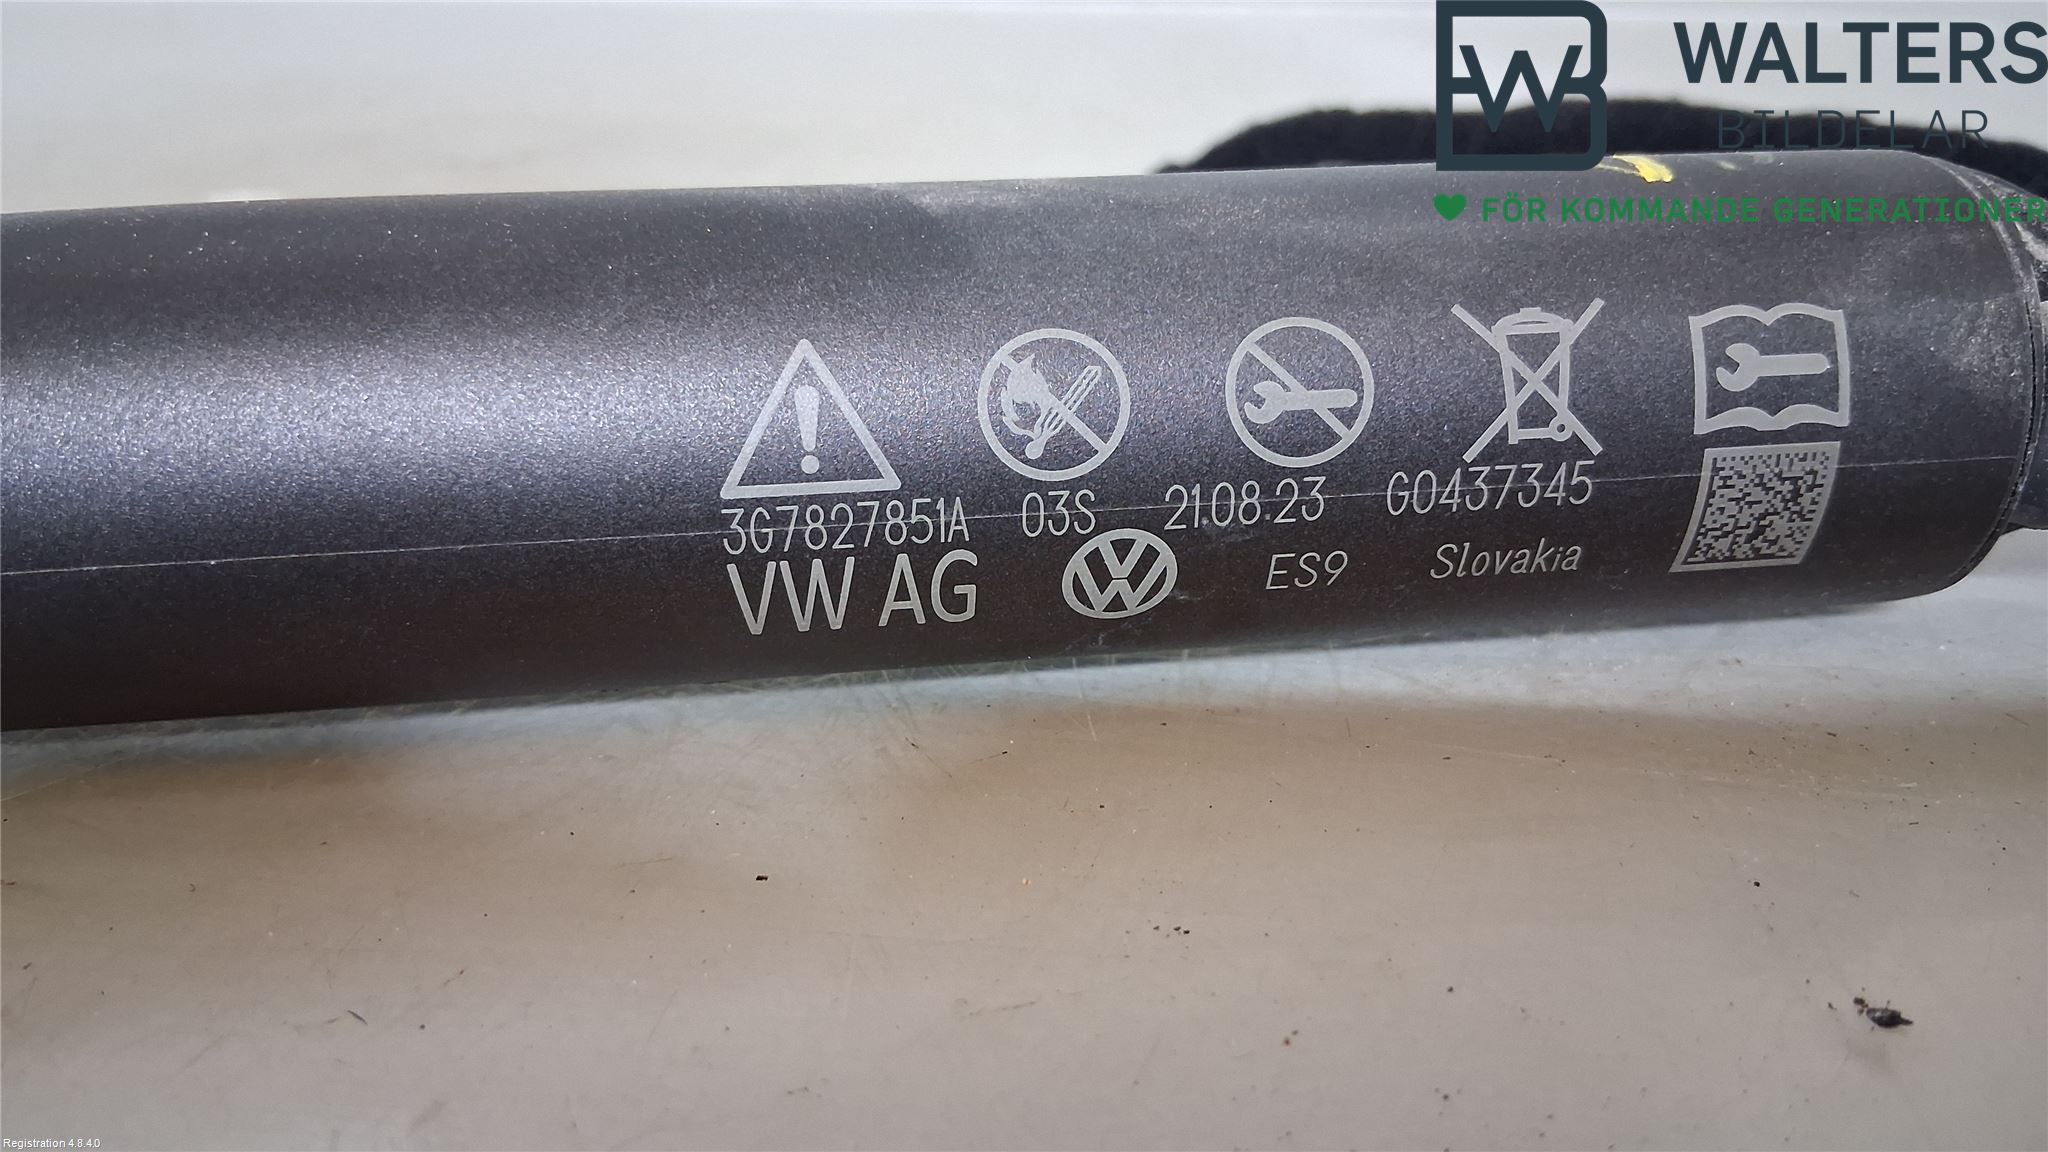 WALTERS
BILDELAR
FÖR KOMMANDE GENERATIONER
3G7827851A 03S 21.08.23 G0437345
VW AG ES9 Slovakia
Registration 4.8.4.0